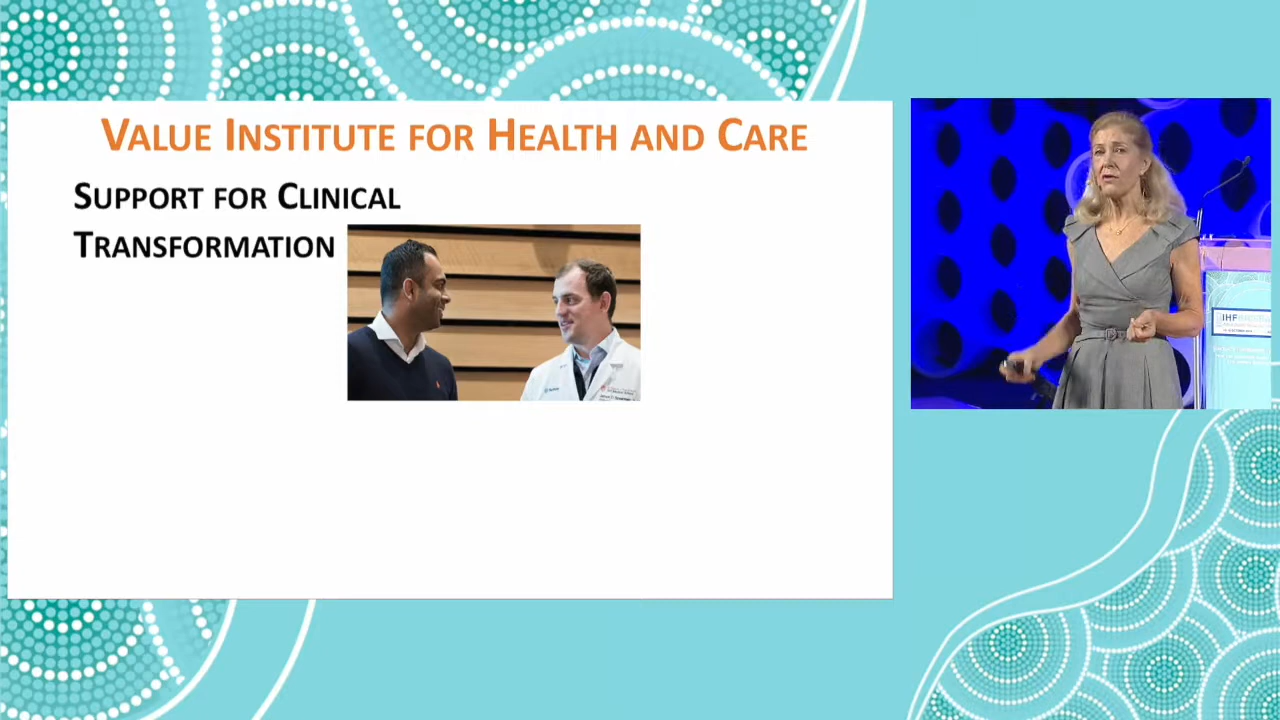 VALUE INSTITUTE FOR HEALTH AND CARE
SUPPORT FOR CLINICAL
TRANSFORMATION
IHF